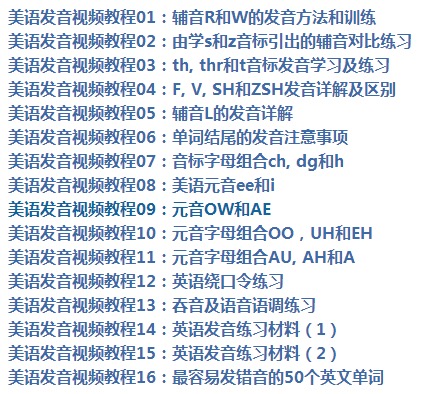 美语发音视频教程01：辅音R和W的发音方法和训练
美语发音视频教程02：由学s和z音标引出的辅音对比练习
美语发音视频教程03：th, thr和t音标发音学习及练习
美语发音视频教程04：F, V, SH和ZSH发音详解及区别
美语发音视频教程05：辅音L的发音详解
美语发音视频教程06：单词结尾的发音注意事项
美语发音视频教程07：音标字母组合ch, dg和h
美语发音视频教程08：美语元音ee和i
美语发音视频教程09：元音OW和AE
美语发音视频教程10：元音字母组合OO，UH和EH
美语发音视频教程11：元音字母组合AU, AH和A
美语发音视频教程12：英语绕口令练习
美语发音视频教程13：吞音及语音语调练习
美语发音视频教程14：英语发音练习材料（1）
美语发音视频教程15：英语发音练习材料（2）
美语发音视频教程16：最容易发错音的50个英文单词